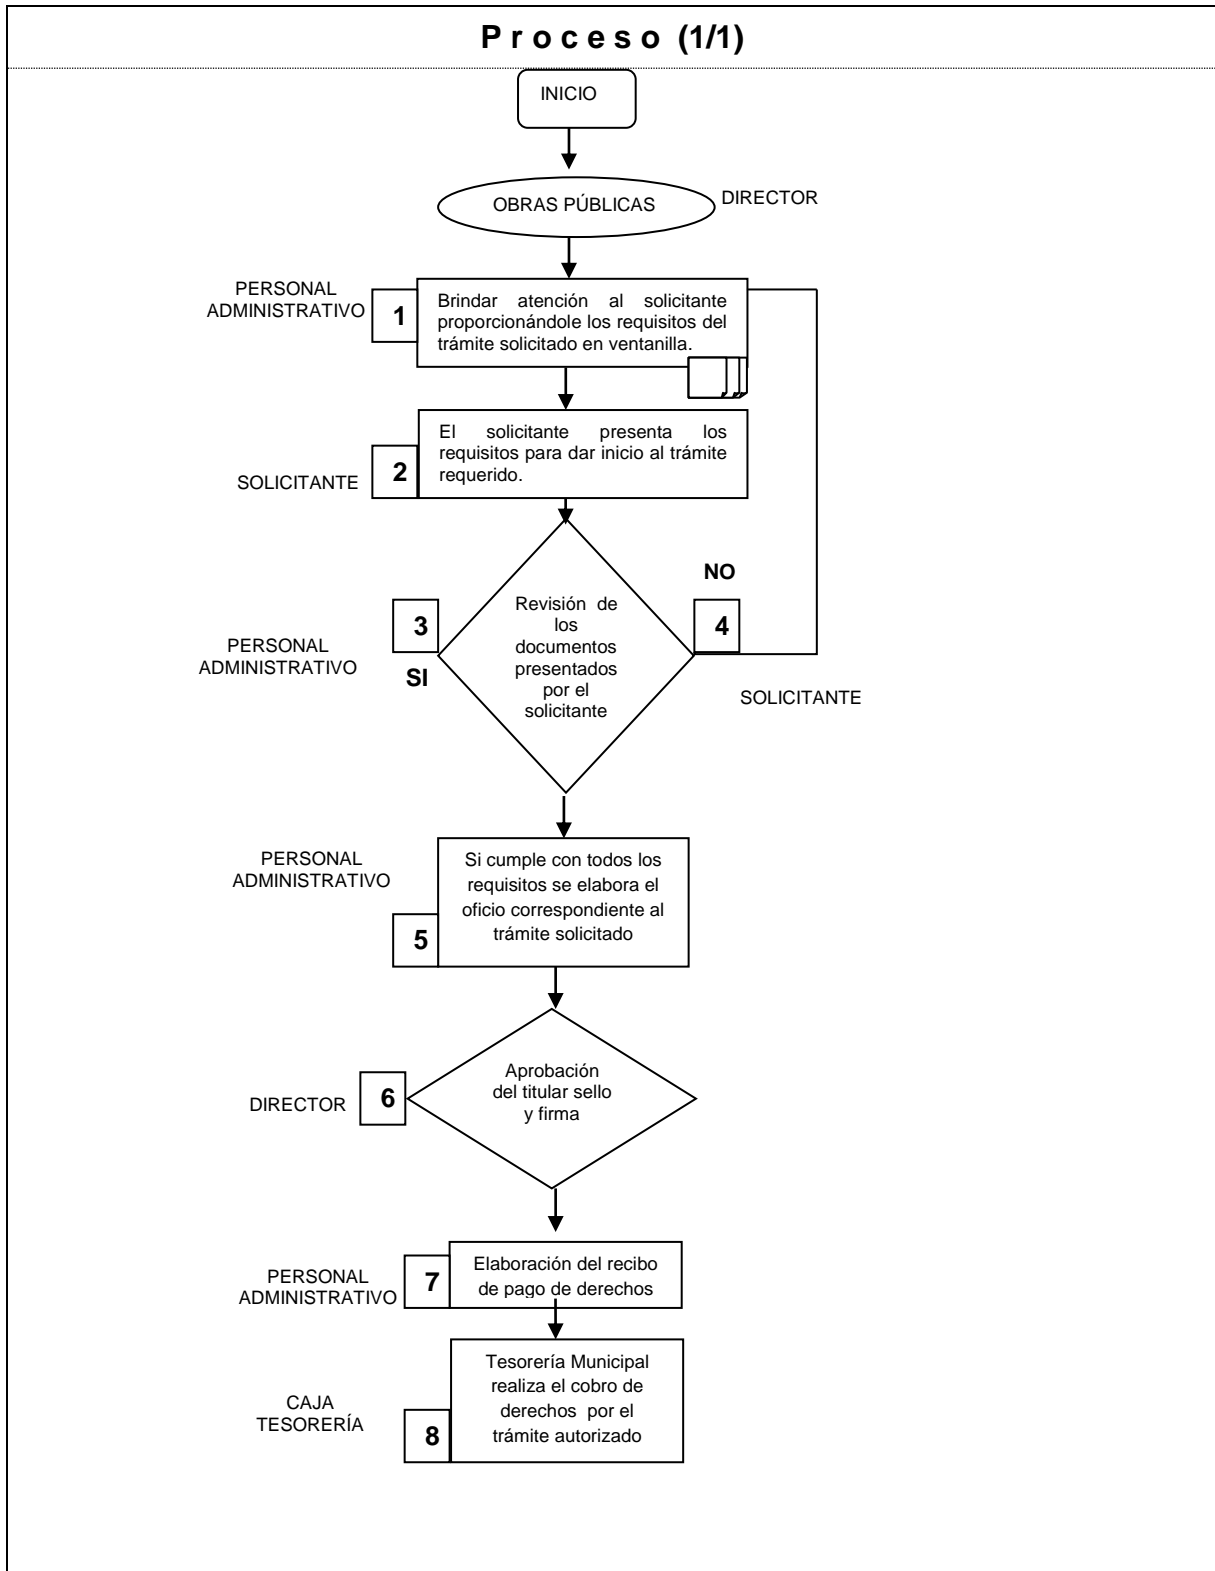 P r o c e s o (1/1)
INICIO
OBRAS PÚBLICAS
DIRECTOR
PERSONAL
ADMINISTRATIVO
1
Brindar atención al solicitante
proporcionándole los requisitos del
trámite solicitado en ventanilla.
El solicitante presenta los
requisitos para dar inicio al trámite
requerido.
2
SOLICITANTE
NO
3
4
SI
Revisión de
los
documentos
presentados
por el
solicitante
PERSONAL
ADMINISTRATIVO
SOLICITANTE
PERSONAL
ADMINISTRATIVO
5
Si cumple con todos los
requisitos se elabora el
oficio correspondiente al
trámite solicitado
DIRECTOR
6
Aprobación
del titular sello
y firma
PERSONAL
ADMINISTRATIVO
7
Elaboración del recibo
de pago de derechos
CAJA
TESORERÍA
8
Tesorería Municipal
realiza el cobro de
derechos por el
trámite autorizado